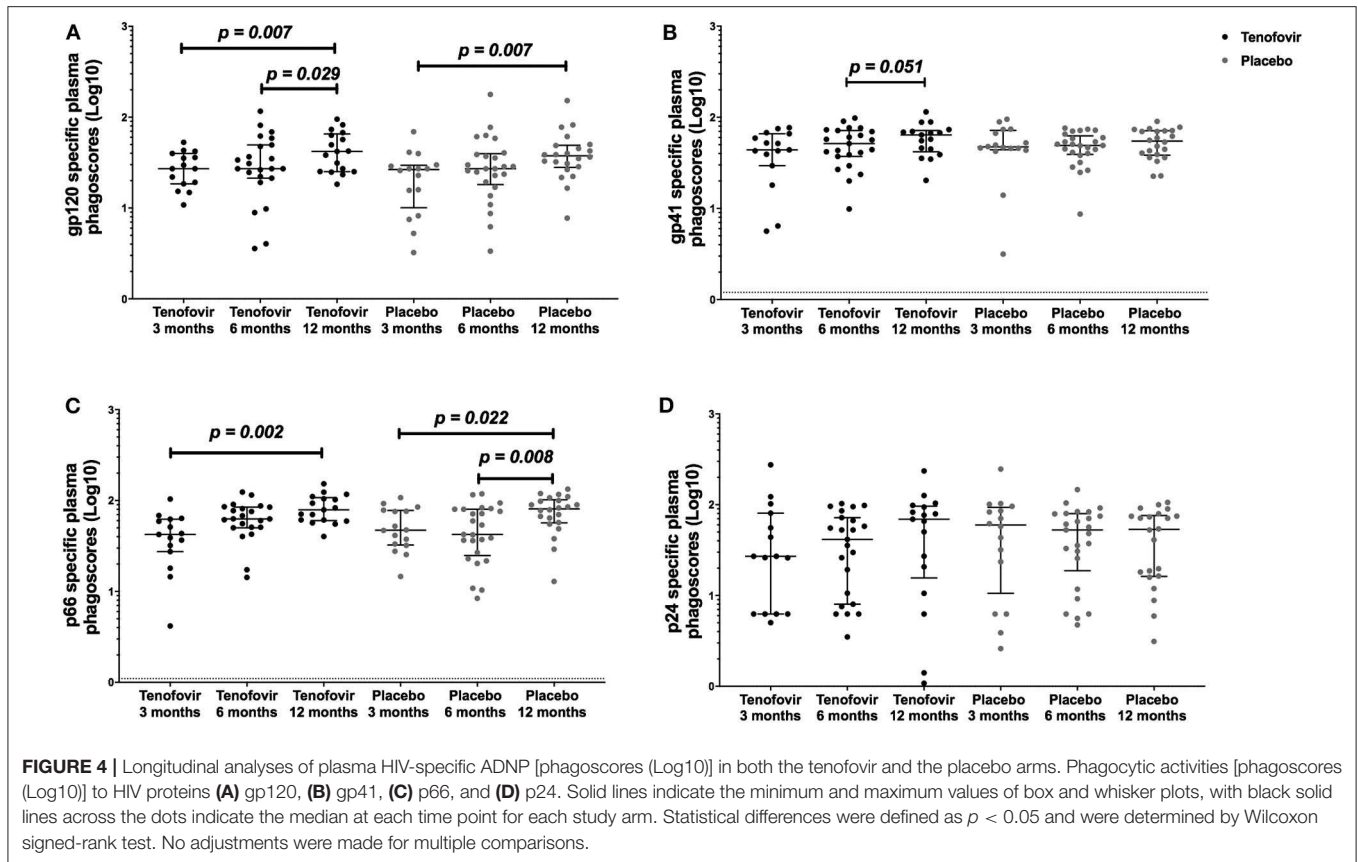 A
p = 0.007
p = 0.007
p = 0.029
gp120 specific plasma
phagoscores (Log10)
3
2
1
0
Tenofovir
3 months
Tenofovir
6 months
Tenofovir
12 months
Placebo
3 months
Placebo
6 months
Placebo
12 months
B
Tenofovir
Placebo
p = 0.051
gp41 specific plasma
phagoscores (Log10)
3
2
1
0
Tenofovir
3 months
Tenofovir
6 months
Tenofovir
12 months
Placebo
3 months
Placebo
6 months
Placebo
12 months
C
p = 0.002
p = 0.022
p = 0.008
p66 specific plasma
phagoscores (Log10)
3
2
1
0
Tenofovir
3 months
Tenofovir
6 months
Tenofovir
12 months
Placebo
3 months
Placebo
6 months
Placebo
12 months
D
p24 specific plasma
phagoscores (Log10)
3
2
1
0
Tenofovir
3 months
Tenofovir
6 months
Tenofovir
12 months
Placebo
3 months
Placebo
6 months
Placebo
12 months
FIGURE 4 | Longitudinal analyses of plasma HIV-specific ADNP [phagoscores (Log10)] in both the tenofovir and the placebo arms. Phagocytic activities [phagoscores
(Log10)] to HIV proteins (A) gp120, (B) gp41, (C) p66, and (D) p24. Solid lines indicate the minimum and maximum values of box and whisker plots, with black solid
lines across the dots indicate the median at each time point for each study arm. Statistical differences were defined as p < 0.05 and were determined by Wilcoxon
signed-rank test. No adjustments were made for multiple comparisons.